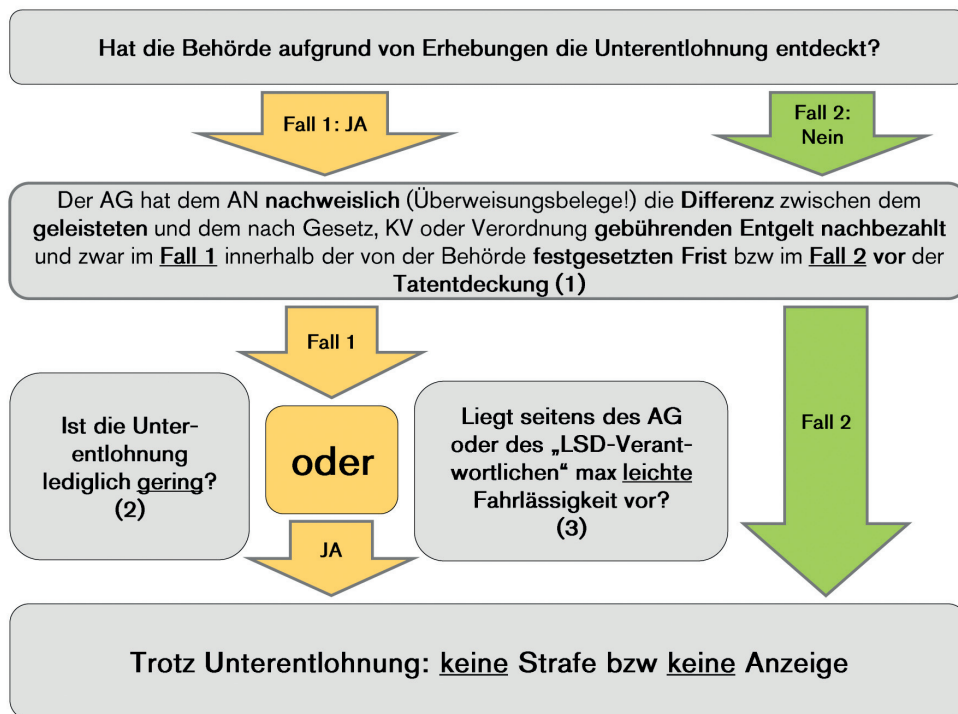 Hat die Behörde aufgrund von Erhebungen die Unterentlohnung entdeckt?
Fall 1: JA
Fall 2:
Nein
Der AG hat dem AN nachweislich (Überweisungsbelege!) die Differenz zwischen dem
geleisteten und dem nach Gesetz, KV oder Verordnung gebührenden Entgelt nachbezahlt
und zwar im Fall 1 innerhalb der von der Behörde festgesetzten Frist bzw im Fall 2 vor der
Tatentdeckung (1)
Fall 1
Ist die Unter-
entlohnung
lediglich gering?
(2)
oder
Liegt seitens des AG
oder des „LSD-Verant-
wortlichen“ max leichte
Fahrlässigkeit vor?
(3)
Fall 2
JA
Trotz Unterentlohnung: keine Strafe bzw keine Anzeige